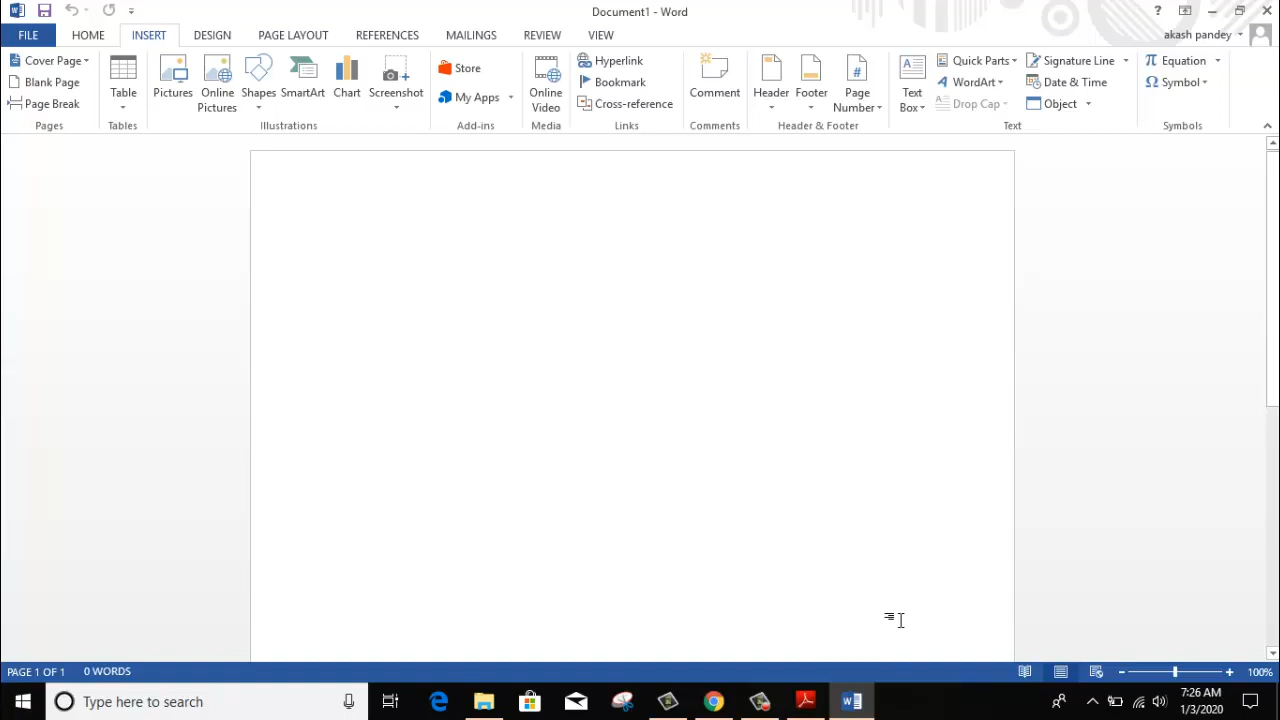 Document1 - Word
akash pandey
FILE HOME INSERT DESIGN PAGE LAYOUT REFERENCES MAILINGS REVIEW VIEW
Cover Page
Blank Page
Page Break
Pages
Table
Tables
Pictures
Online
Pictures
Shapes
SmartArt
Chart
Screenshot
Illustrations
Store
My Apps
Add-ins
Online
Video
Media
Hyperlink
Bookmark
Cross-reference
Links
Comment
Comments
Header
Footer
Page
Number
Header & Footer
Text
Box
Quick Parts
WordArt
Drop Cap
Signature Line
Date & Time
Object
Text
Equation
Symbol
Symbols
PAGE 1 OF 1 0 WORDS
100%
Type here to search
7:26 AM
1/3/2020